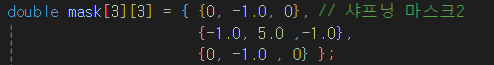 double mask[3][3] = { {0, -1.0, 0}, // 샤프닝 마스크2
{-1.0, 5.0 ,-1.0},
{0, -1.0 , 0} };